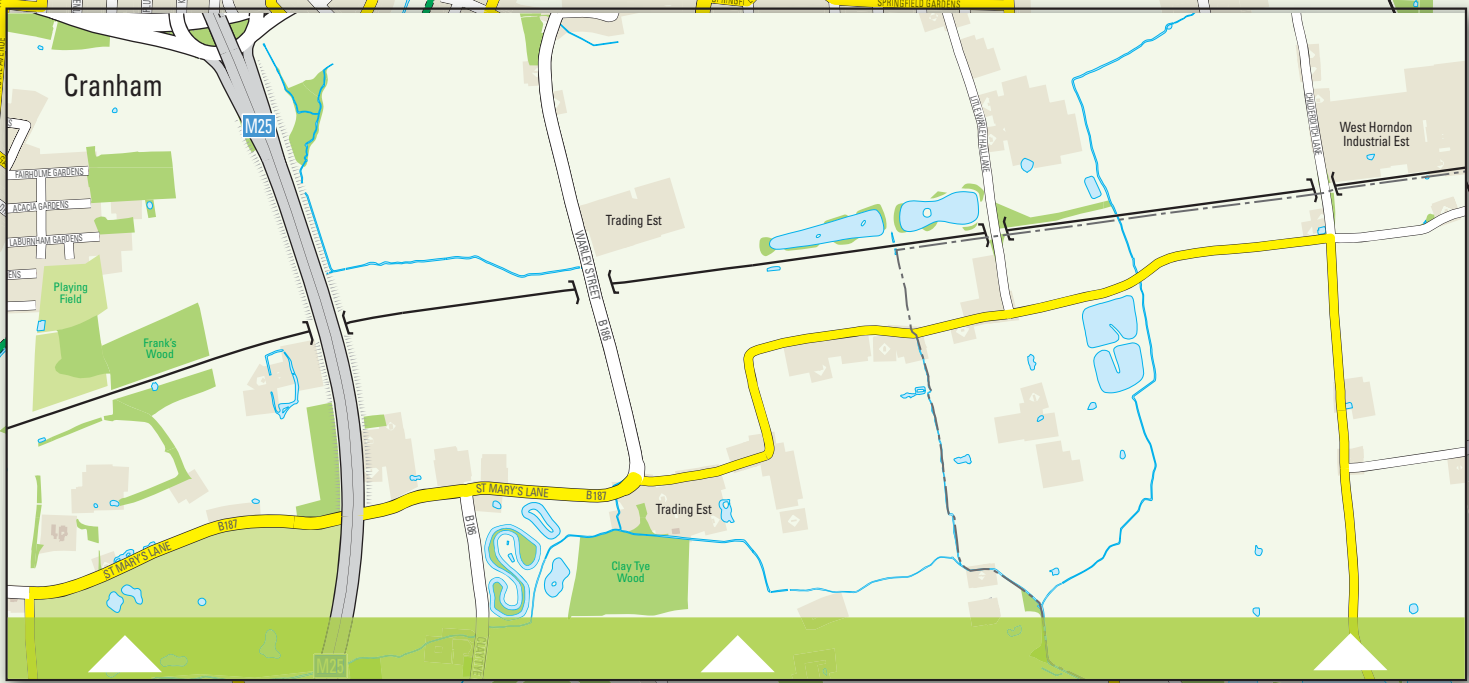 SPRINGFIELD GARDENS
Cranham
M25
LITTLE WARLEY HALL LANE
CHILDERDITCH LANE
West Horndon
Industrial Est
FAIRHOLME GARDENS
ACACIA GARDENS
LABURNHAM GARDENS
ENS
Trading Est
WARLEY STREET
B186
Playing
Field
Frank's
Wood
ST MARY'S LANE
B187
B186
Trading Est
B187
ST MARY'S LANE
Clay Tye
Wood
M25